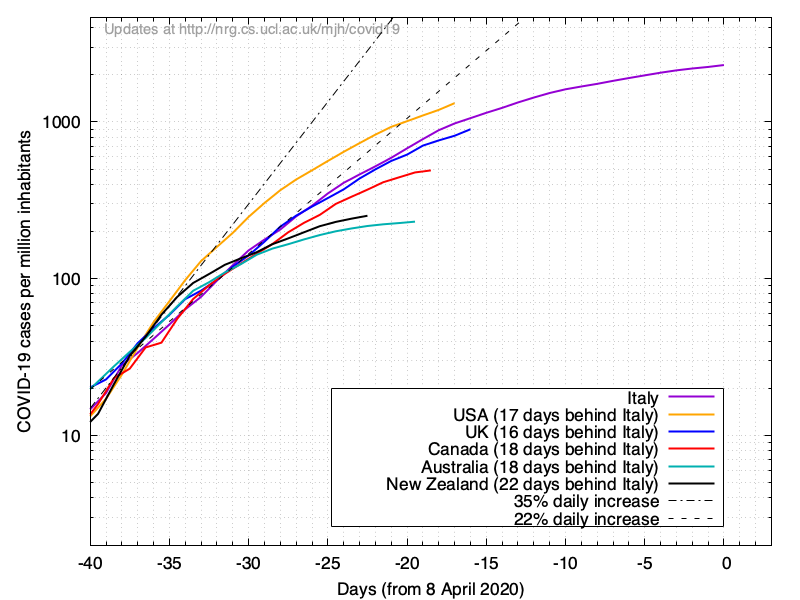 Updates at http://nrg.cs.ucl.ac.uk/mjh/covid19
COVID-19 cases per million inhabitants
1000
100
10
Italy
USA (17 days behind Italy)
UK (16 days behind Italy)
Canada (18 days behind Italy)
Australia (18 days behind Italy)
New Zealand (22 days behind Italy)
35% daily increase
22% daily increase
-40 -35 -30 -25 -20 -15 -10 -5 0
Days (from 8 April 2020)